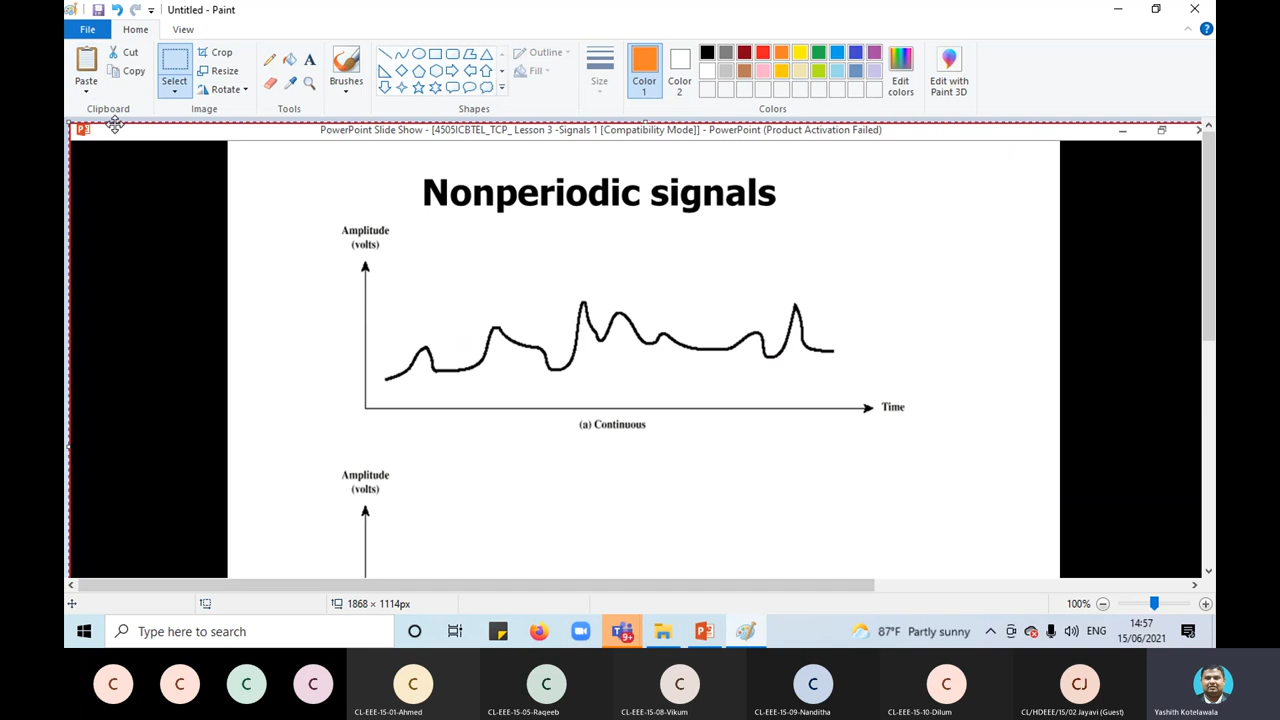 Untitled - Paint
File
Home
View
Paste
Cut
Copy
Clipboard
Select
Crop
Resize
Rotate
Image
A
Tools
Brushes
Shapes
Outline
Fill
Size
Color
1
Color
2
Edit
colors
Edit with
Paint 3D
Colors
PowerPoint Slide Show - [4505ICBTEL_TCP_ Lesson 3 -Signals 1 [Compatibility Mode]] - PowerPoint (Product Activation Failed)
Nonperiodic signals
Amplitude
(volts)
Time
(a) Continuous
Amplitude
(volts)
1868 × 1114px
100%
Type here to search
9+
87°F Partly sunny
ENG
14:57
15/06/2021
C
C
C
C
C
CL-EEE-15-01-Ahmed
C
CL-EEE-15-05-Raqeeb
C
CL-EEE-15-08-Vikum
C
CL-EEE-15-09-Nanditha
C
CL-EEE-15-10-Dilum
CJ
CL/HDEEE/15/02 Jayavi (Guest)
Yashith Kotelawala